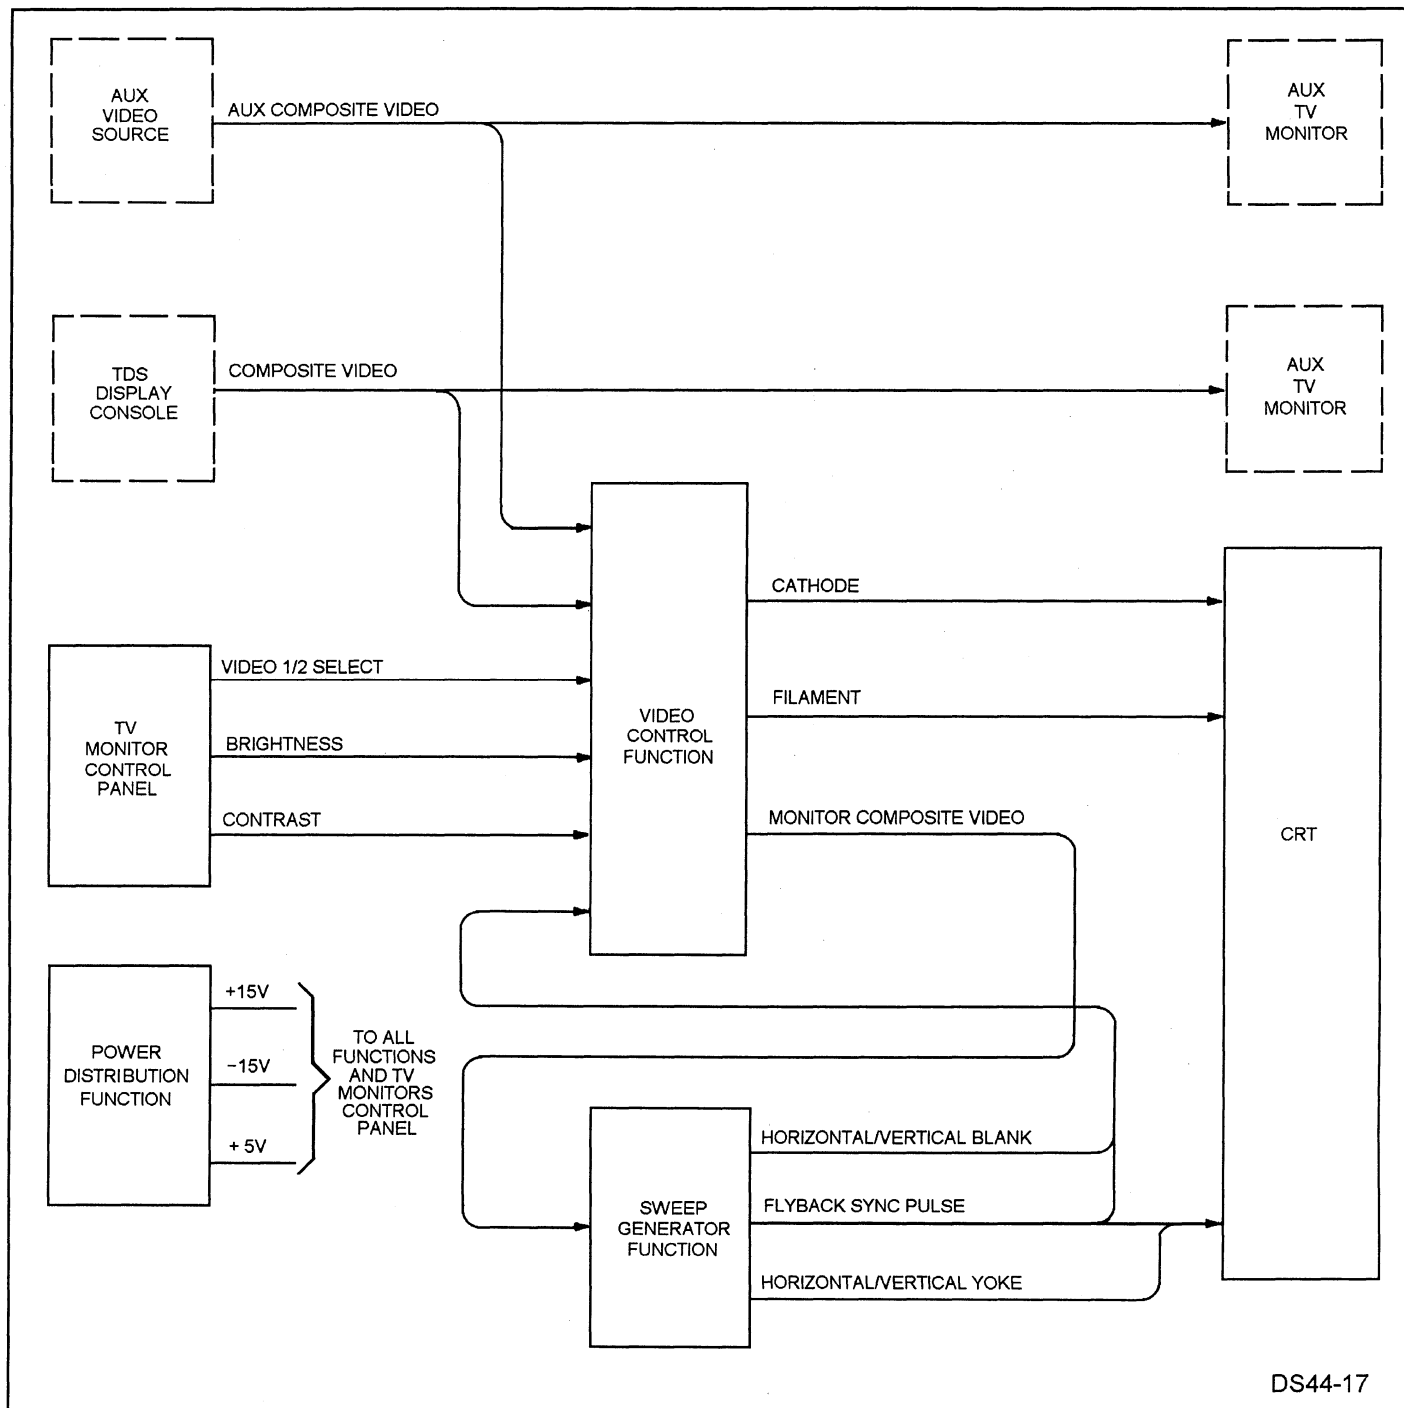 AUX
VIDEO
SOURCE
AUX COMPOSITE VIDEO
AUX
TV
MONITOR
TDS
DISPLAY
CONSOLE
COMPOSITE VIDEO
AUX
TV
MONITOR
TV
MONITOR
CONTROL
PANEL
VIDEO 1/2 SELECT
BRIGHTNESS
CONTRAST
VIDEO
CONTROL
FUNCTION
CATHODE
FILAMENT
MONITOR COMPOSITE VIDEO
CRT
POWER
DISTRIBUTION
FUNCTION
+15V
−15V
+ 5V
TO ALL
FUNCTIONS
AND TV
MONITORS
CONTROL
PANEL
SWEEP
GENERATOR
FUNCTION
HORIZONTAL/VERTICAL BLANK
FLYBACK SYNC PULSE
HORIZONTAL/VERTICAL YOKE
DS44-17